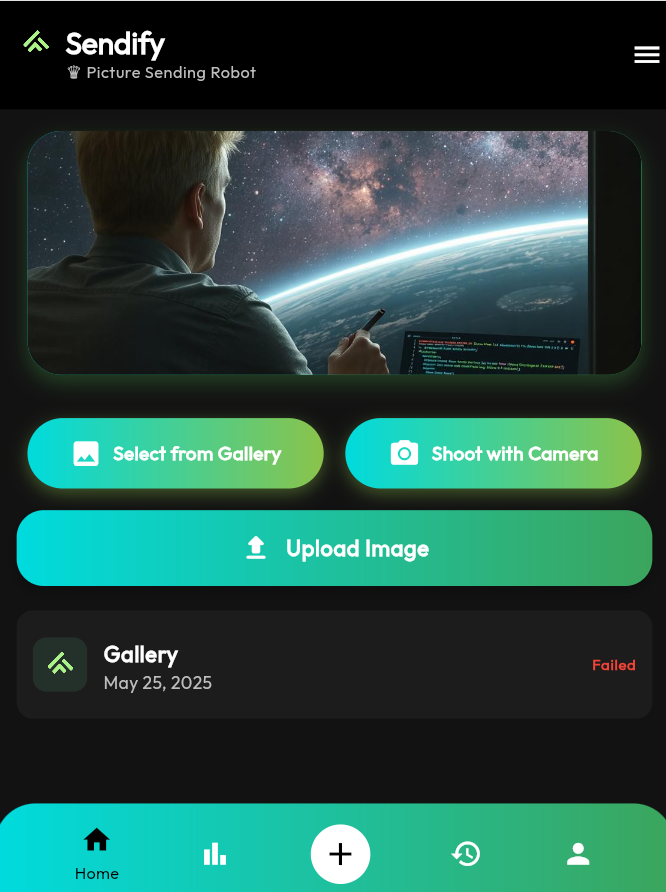 Sendify
♛ Picture Sending Robot
Select from Gallery
Shoot with Camera
Upload Image
Gallery
May 25, 2025
Failed
Home